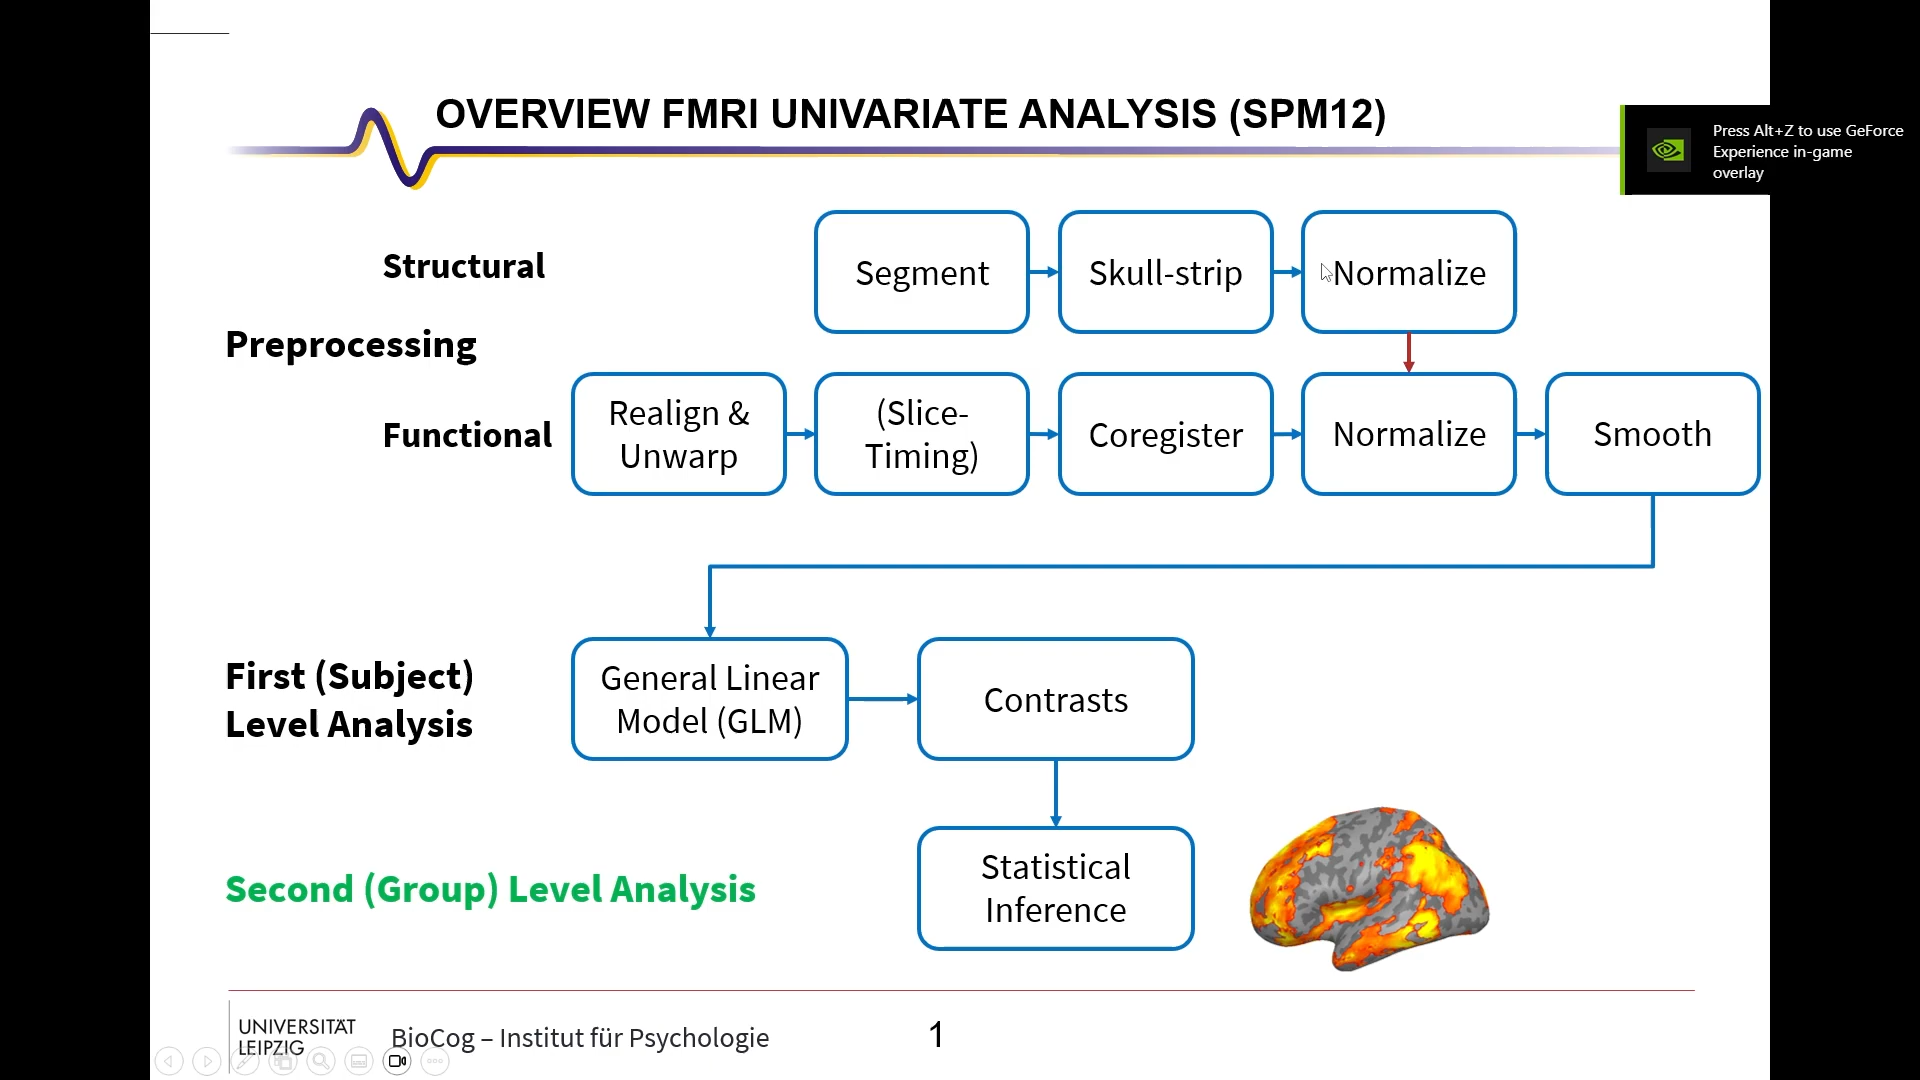 OVERVIEW FMRI UNIVARIATE ANALYSIS (SPM12)
Press Alt+Z to use GeForce
Experience in-game
overlay
Structural
Segment
Skull-strip
Normalize
Preprocessing
Functional
Realign &
Unwarp
(Slice-
Timing)
Coregister
Normalize
Smooth
First (Subject)
Level Analysis
General Linear
Model (GLM)
Contrasts
Second (Group) Level Analysis
Statistical
Inference
UNIVERSITÄT
LEIPZIG
BioCog – Institut für Psychologie
1